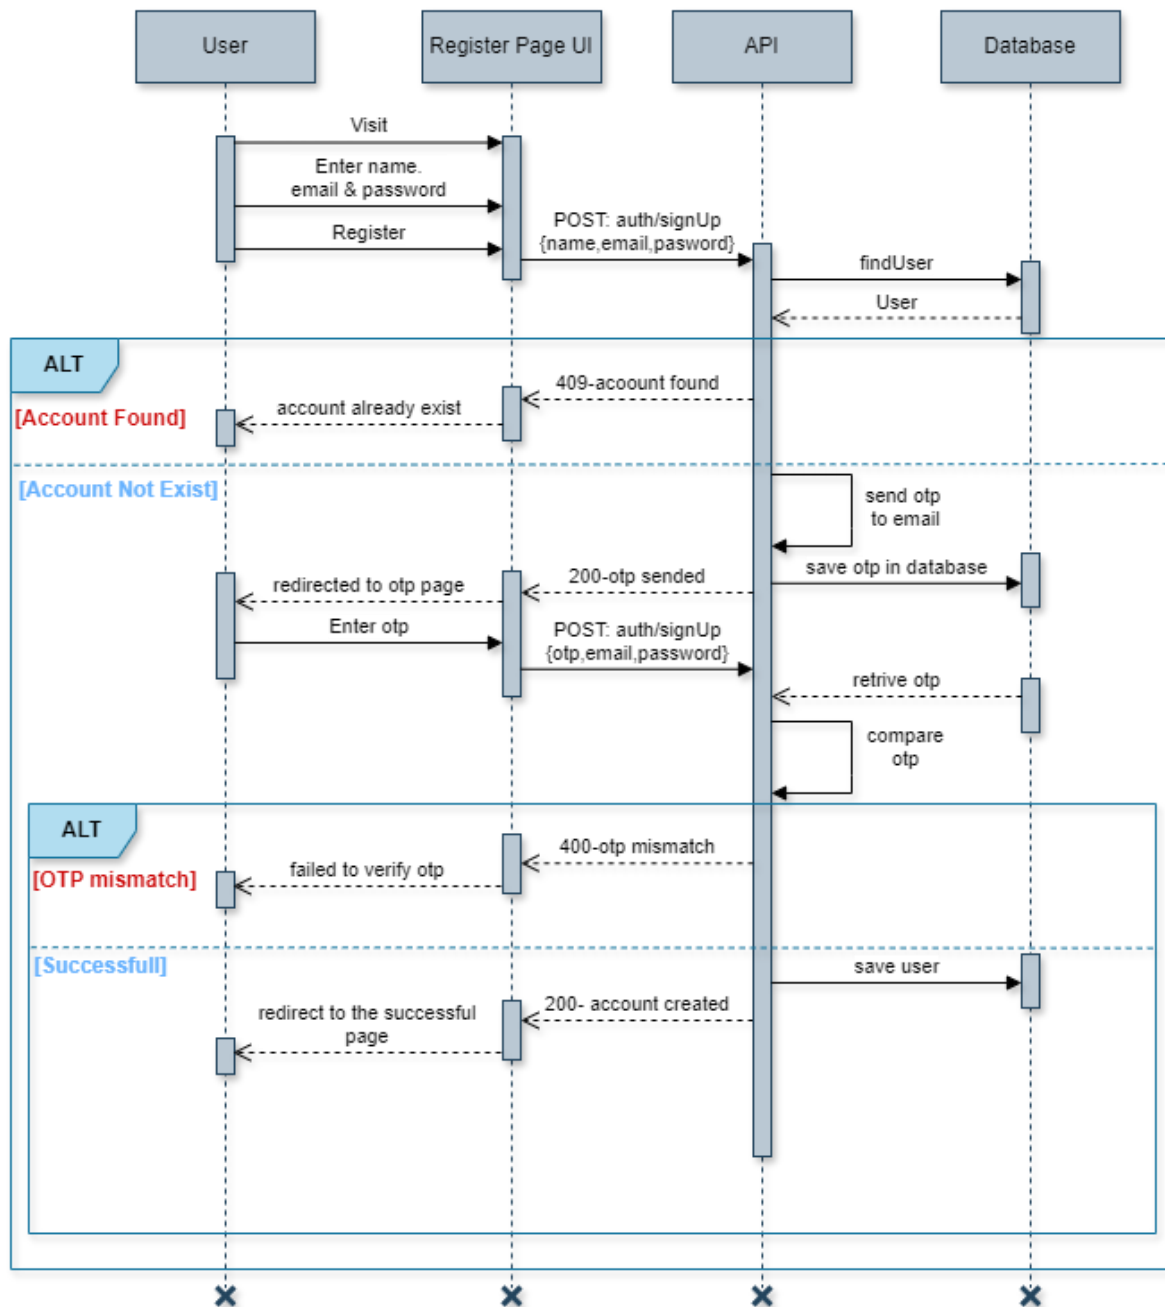 User
Register Page UI
API
Database
Visit
Enter name.
email & password
Register
POST: auth/signUp
{name,email,pasword}
findUser
User
ALT
[Account Found]
409-acoount found
account already exist
[Account Not Exist]
send otp
to email
save otp in database
200-otp sended
redirected to otp page
Enter otp
POST: auth/signUp
{otp,email,password}
retrive otp
compare
otp
ALT
[OTP mismatch]
400-otp mismatch
failed to verify otp
[Successfull]
save user
200- account created
redirect to the successful
page